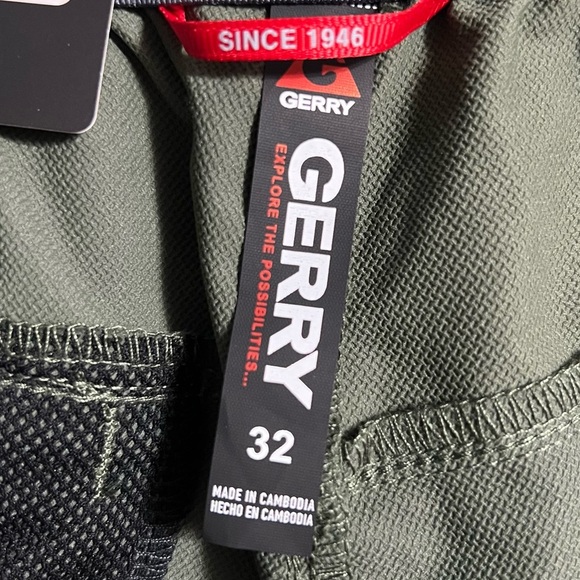 SINCE 1946
GERRY
GERRY
EXPLORE THE POSSIBILITIES...
32
MADE IN CAMBODIA
HECHO EN CAMBODIA